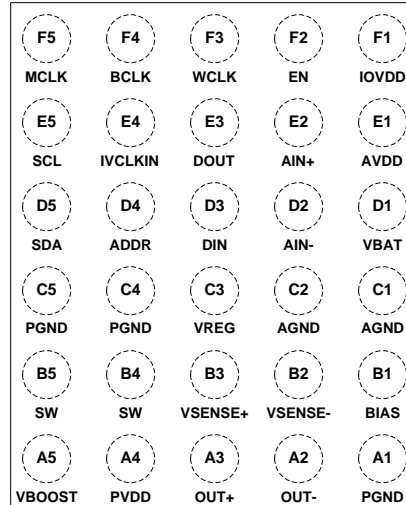 F5 F4 F3 F2 F1
MCLK BCLK WCLK EN IOVDD
E5 E4 E3 E2 E1
SCL IVCLKIN DOUT AIN+ AVDD
D5 D4 D3 D2 D1
SDA ADDR DIN AIN- VBAT
C5 C4 C3 C2 C1
PGND PGND VREG AGND AGND
B5 B4 B3 B2 B1
SW SW VSENSE+ VSENSE- BIAS
A5 A4 A3 A2 A1
VBOOST PVDD OUT+ OUT- PGND